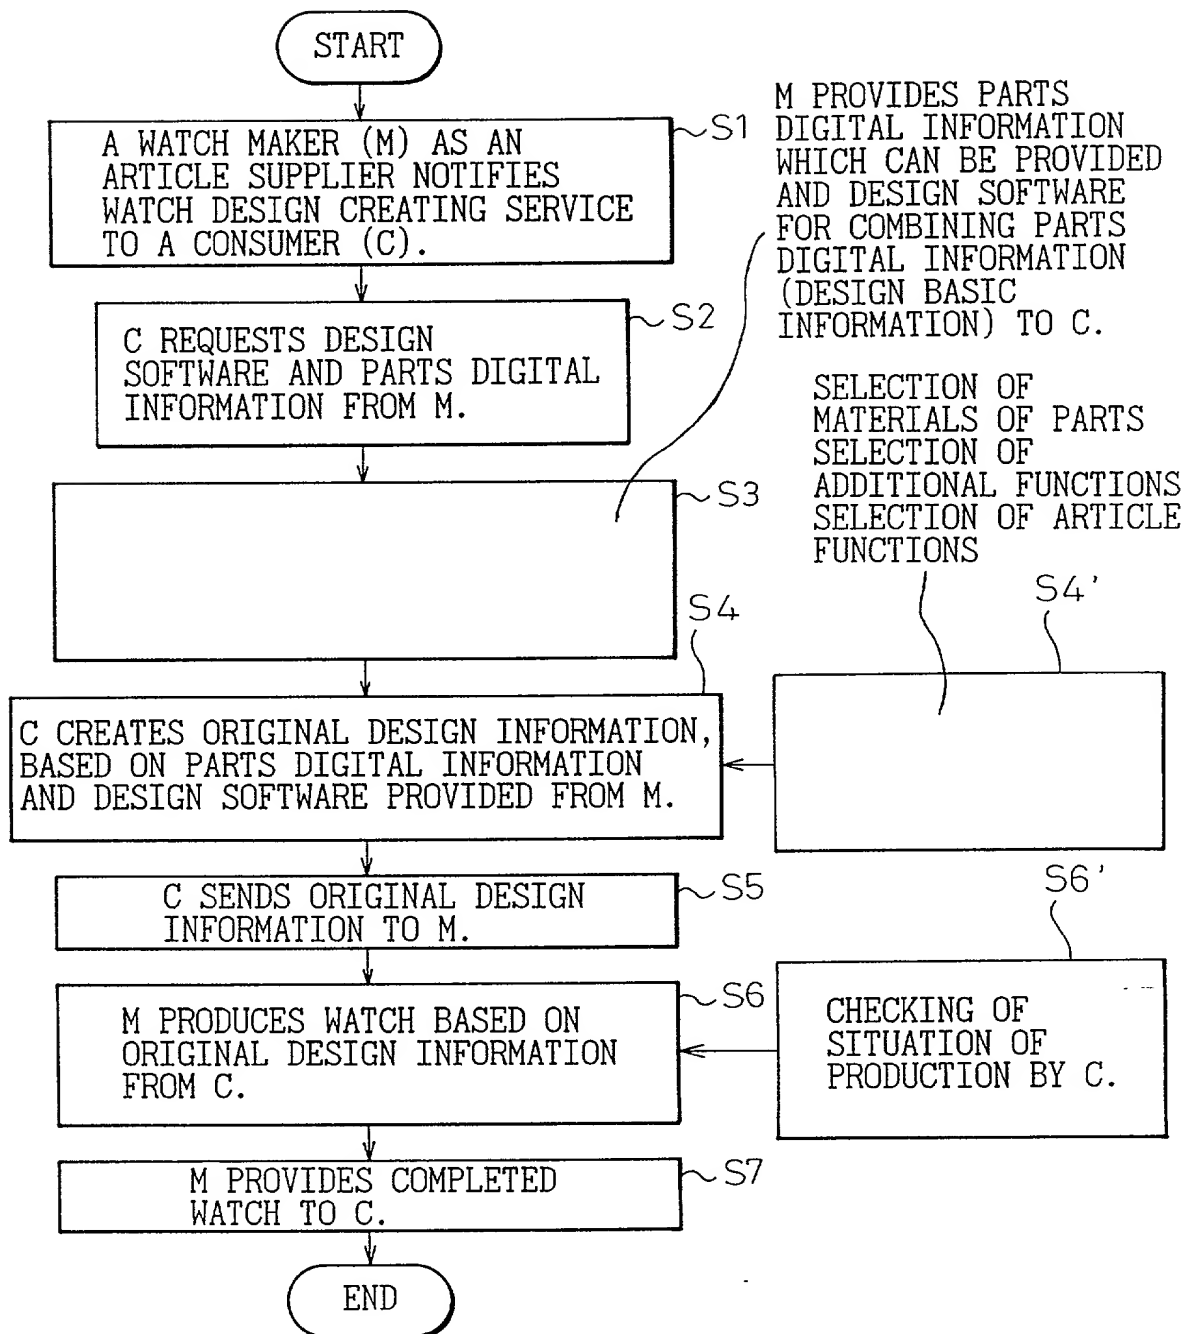 START
A WATCH MAKER (M) AS AN
ARTICLE SUPPLIER NOTIFIES
WATCH DESIGN CREATING SERVICE
TO A CONSUMER (C).
S1
C REQUESTS DESIGN
SOFTWARE AND PARTS DIGITAL
INFORMATION FROM M.
S2
M PROVIDES PARTS
DIGITAL INFORMATION
WHICH CAN BE PROVIDED
AND DESIGN SOFTWARE
FOR COMBINING PARTS
DIGITAL INFORMATION
(DESIGN BASIC
INFORMATION) TO C.
S3
SELECTION OF
MATERIALS OF PARTS
SELECTION OF
ADDITIONAL FUNCTIONS
SELECTION OF ARTICLE
FUNCTIONS
S4'
S4
C CREATES ORIGINAL DESIGN INFORMATION,
BASED ON PARTS DIGITAL INFORMATION
AND DESIGN SOFTWARE PROVIDED FROM M.
C SENDS ORIGINAL DESIGN
INFORMATION TO M.
S5
S6'
M PRODUCES WATCH BASED ON
ORIGINAL DESIGN INFORMATION
FROM C.
S6
CHECKING OF
SITUATION OF
PRODUCTION BY C.
M PROVIDES COMPLETED
WATCH TO C.
S7
END